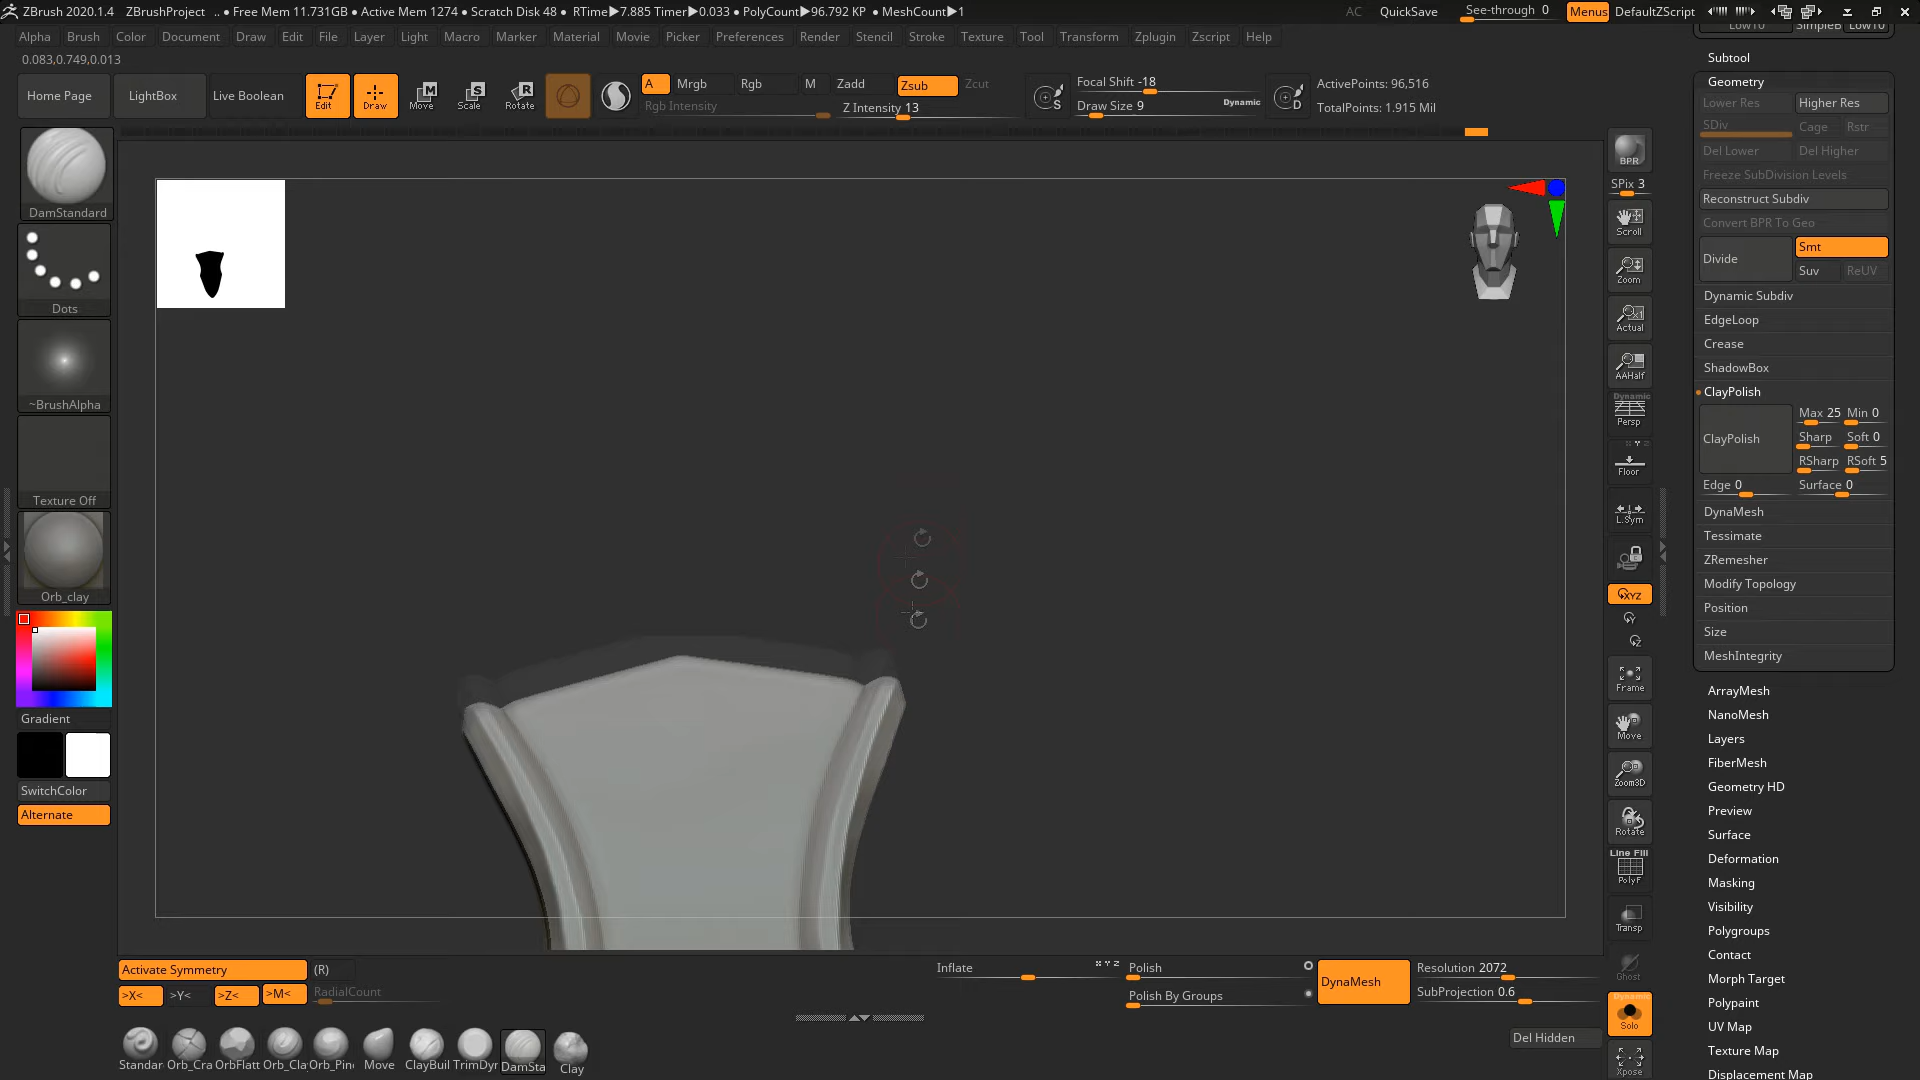 ZBrush 2020.1.4 ZBrushProject .. ● Free Mem 11.731GB ● Active Mem 1274 ● Scratch Disk 48 ● RTime▶7.885 Timer▶0.033 ● PolyCount▶96.792 KP ● MeshCount▶1 AC QuickSave See-through 0 Menus DefaultZScript
Alpha Brush Color Document Draw Edit File Layer Light Macro Marker Material Movie Picker Preferences Render Stencil Stroke Texture Tool Transform Zplugin Zscript Help
0.083,0.749,0.013
Home Page LightBox Live Boolean Edit Draw Move Scale Rotate
A Mrgb Rgb M Zadd Zsub Zcut
Rgb Intensity Z Intensity 13
S Focal Shift -18
Draw Size 9 Dynamic D
ActivePoints: 96,516
TotalPoints: 1.915 Mil
DamStandard
Dots
~BrushAlpha
Texture Off
Orb_clay
Gradient
SwitchColor
Alternate
BPR
SPix 3
Scroll
Zoom
Actual
AAHalf
Dynamic
Persp
Floor
L.Sym
XYZ
Frame
Move
Zoom3D
Rotate
Line Fill
PolyF
Transp
Ghost
Dynamic
Solo
Xpose
Subtool
Geometry
Lower Res Higher Res
SDiv Cage Rstr
Del Lower Del Higher
Freeze SubDivision Levels
Reconstruct Subdiv
Convert BPR To Geo
Divide Smt
Suv ReUV
Dynamic Subdiv
EdgeLoop
Crease
ShadowBox
ClayPolish
ClayPolish Max 25 Min 0
Sharp Soft 0
RSharp RSoft 5
Edge 0 Surface 0
DynaMesh
Tessimate
ZRemesher
Modify Topology
Position
Size
MeshIntegrity
ArrayMesh
NanoMesh
Layers
FiberMesh
Geometry HD
Preview
Surface
Deformation
Masking
Visibility
Polygroups
Contact
Morph Target
Polypaint
UV Map
Texture Map
Displacement Map
Activate Symmetry (R)
>X< >Y< >Z< >M< RadialCount
Inflate X Y Z Polish
Polish By Groups
DynaMesh Resolution 2072
SubProjection 0.6
Del Hidden
Standar Orb_Cra OrbFlatt Orb_Cla Orb_Pin Move ClayBuil TrimDyr DamSta Clay